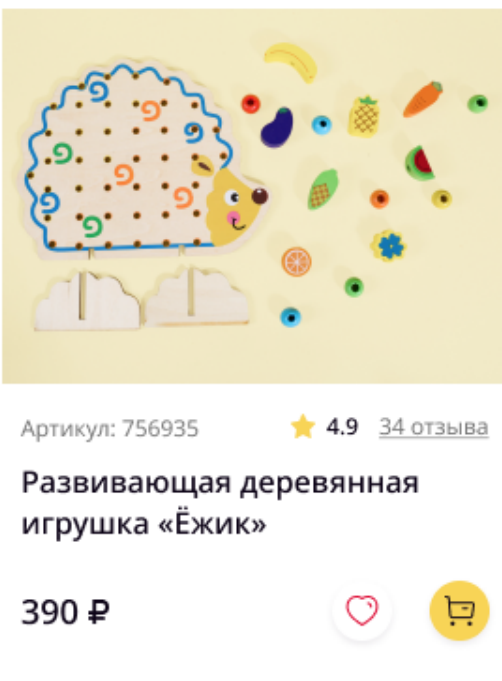 Артикул: 756935
4.9
34 отзыва
Развивающая деревянная
игрушка «Ёжик»
390 ₽